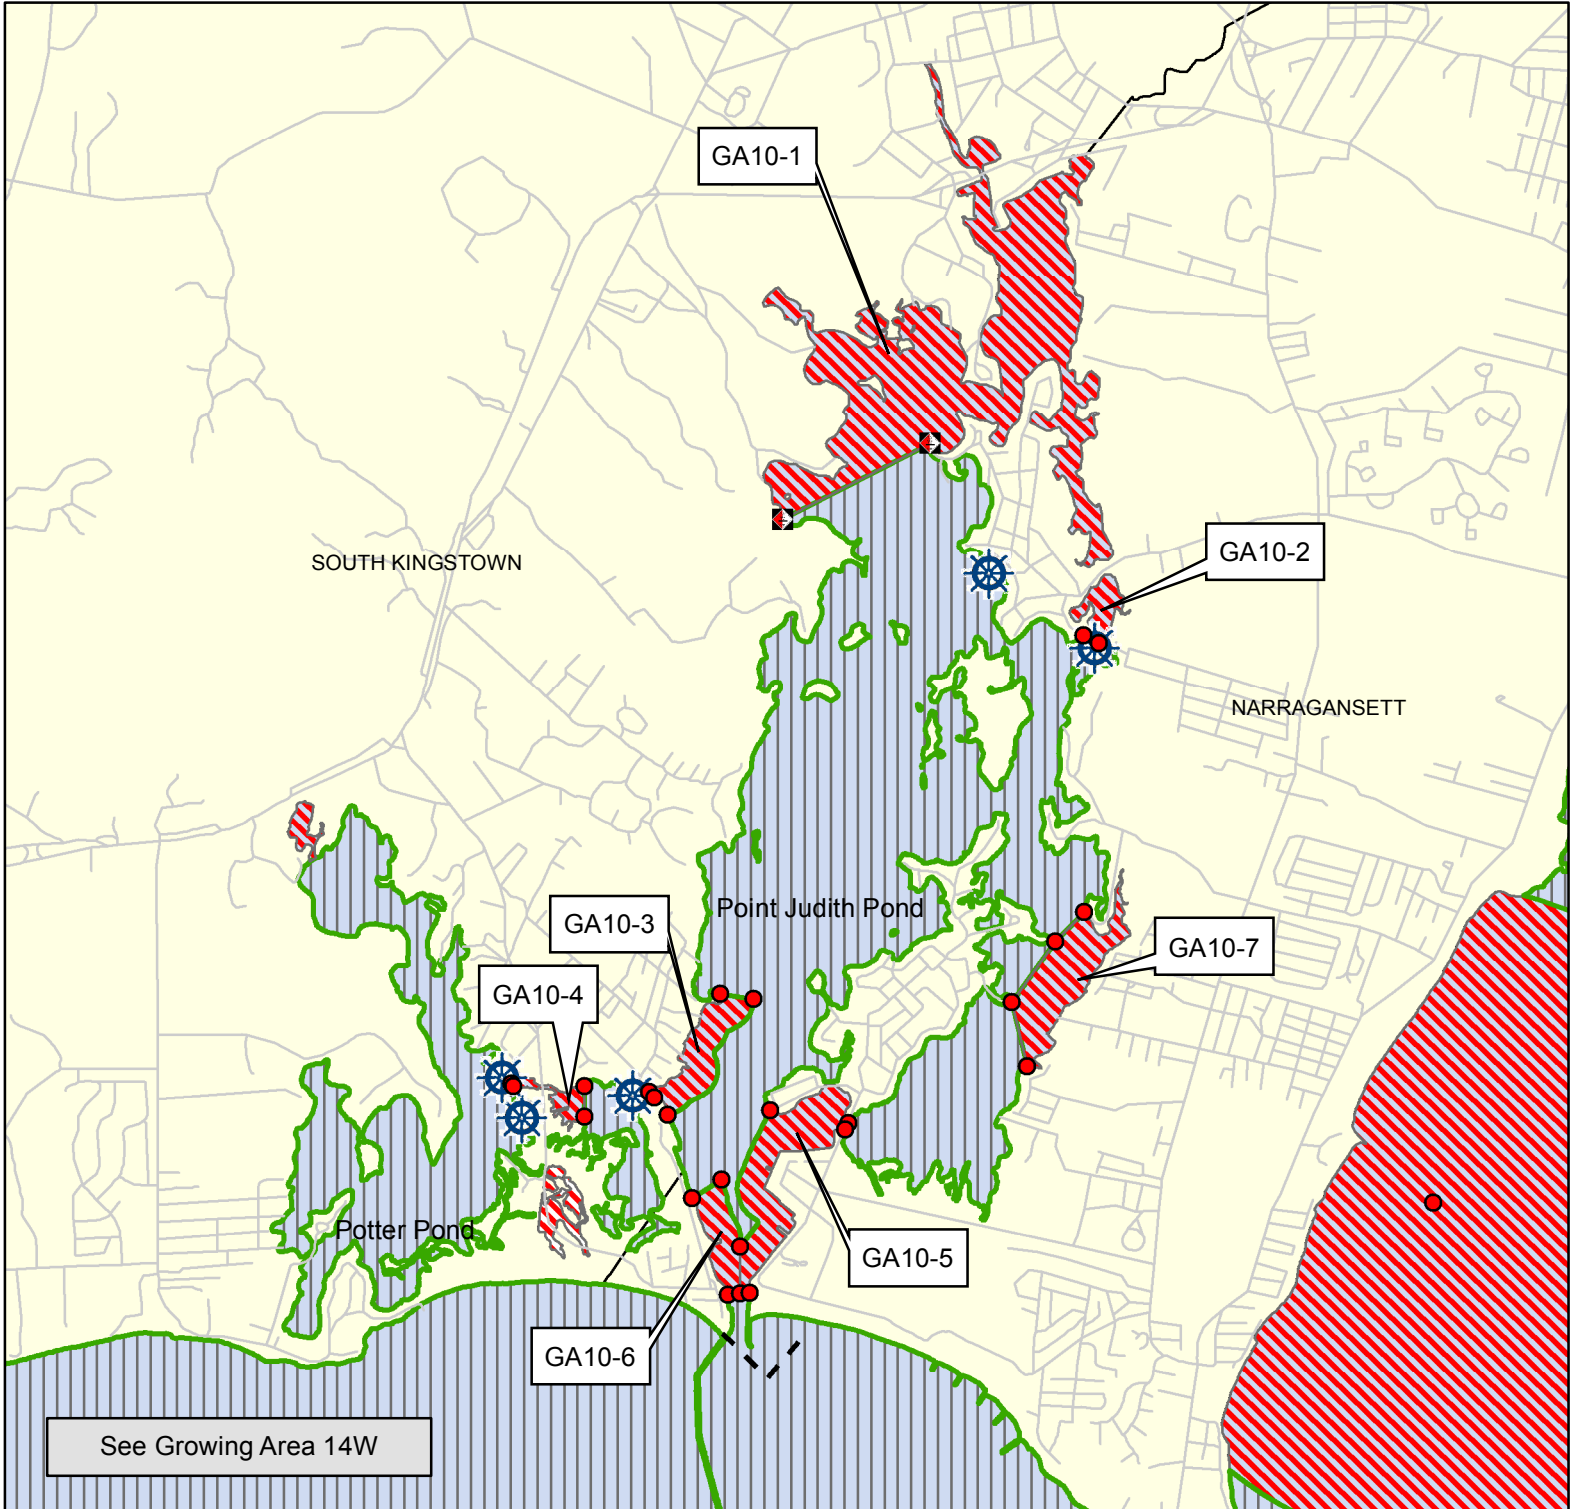 GA10-1
GA10-2
SOUTH KINGSTOWN
NARRAGANSETT
Point Judith Pond
GA10-3
GA10-7
GA10-4
Potter Pond
GA10-5
GA10-6
See Growing Area 14W